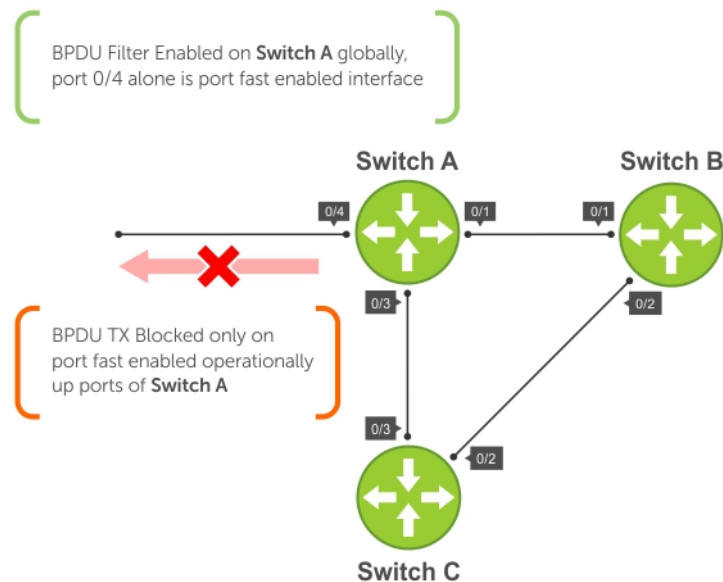 BPDU Filter Enabled on Switch A globally,
port 0/4 alone is port fast enabled interface
Switch A
Switch B
0/4
0/1
0/1
0/3
0/2
BPDU TX Blocked only on
port fast enabled operationally
up ports of Switch A
0/3
0/2
Switch C